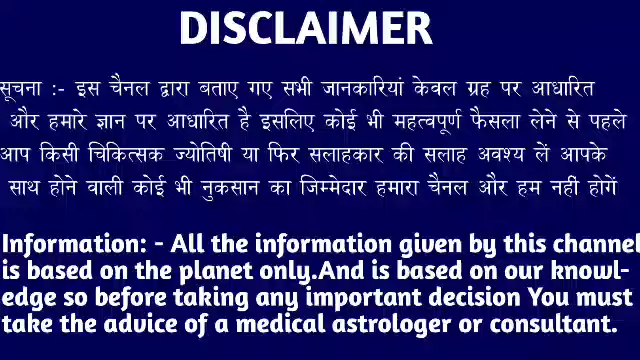 DISCLAIMER
सूचना :- इस चैनल द्वारा बताए गए सभी जानकारियां केवल ग्रह पर आधारित
और हमारे ज्ञान पर आधारित है इसलिए कोई भी महत्वपूर्ण फैसला लेने से पहले
आप किसी चिकित्सक ज्योतिषी या फिर सलाहकार की सलाह अवश्य लें आपके
साथ होने वाली कोई भी नुकसान का जिम्मेदार हमारा चैनल और हम नहीं होगें
Information: - All the information given by this channel
is based on the planet only.And is based on our knowl-
edge so before taking any important decision You must
take the advice of a medical astrologer or consultant.